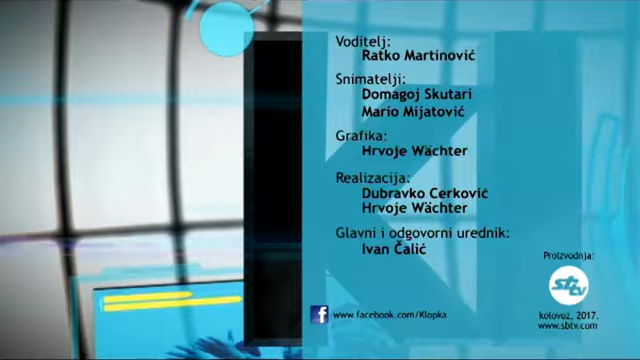 Voditelj:
Ratko Martinović
Snimatelji:
Domagoj Skutari
Mario Mijatović
Grafika:
Hrvoje Wächter
Realizacija:
Dubravko Cerković
Hrvoje Wächter
Glavni i odgovorni urednik:
Ivan Čalić
Proizvodnja:
sbtv
kolovoz, 2017.
www.sbtv.com
f
www.facebook.com/Klopka